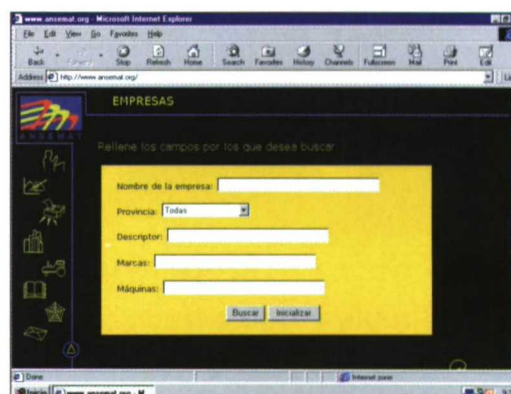 www.ansemat.org - Microsoft Internet Explorer
File Edit View Go Favorites Help
Back Stop Refresh Home Search Favorites History Channels Fullscreen Mail Print Edit
Address http://www.ansemat.org/
EMPRESAS
ANSEMAT
Rellene los campos por los que desea buscar
Nombre de la empresa:
Provincia: Todas
Descriptor:
Marcas:
Máquinas:
Buscar Inicializar
Done Internet zone
Inicio www.ansemat.org - M...